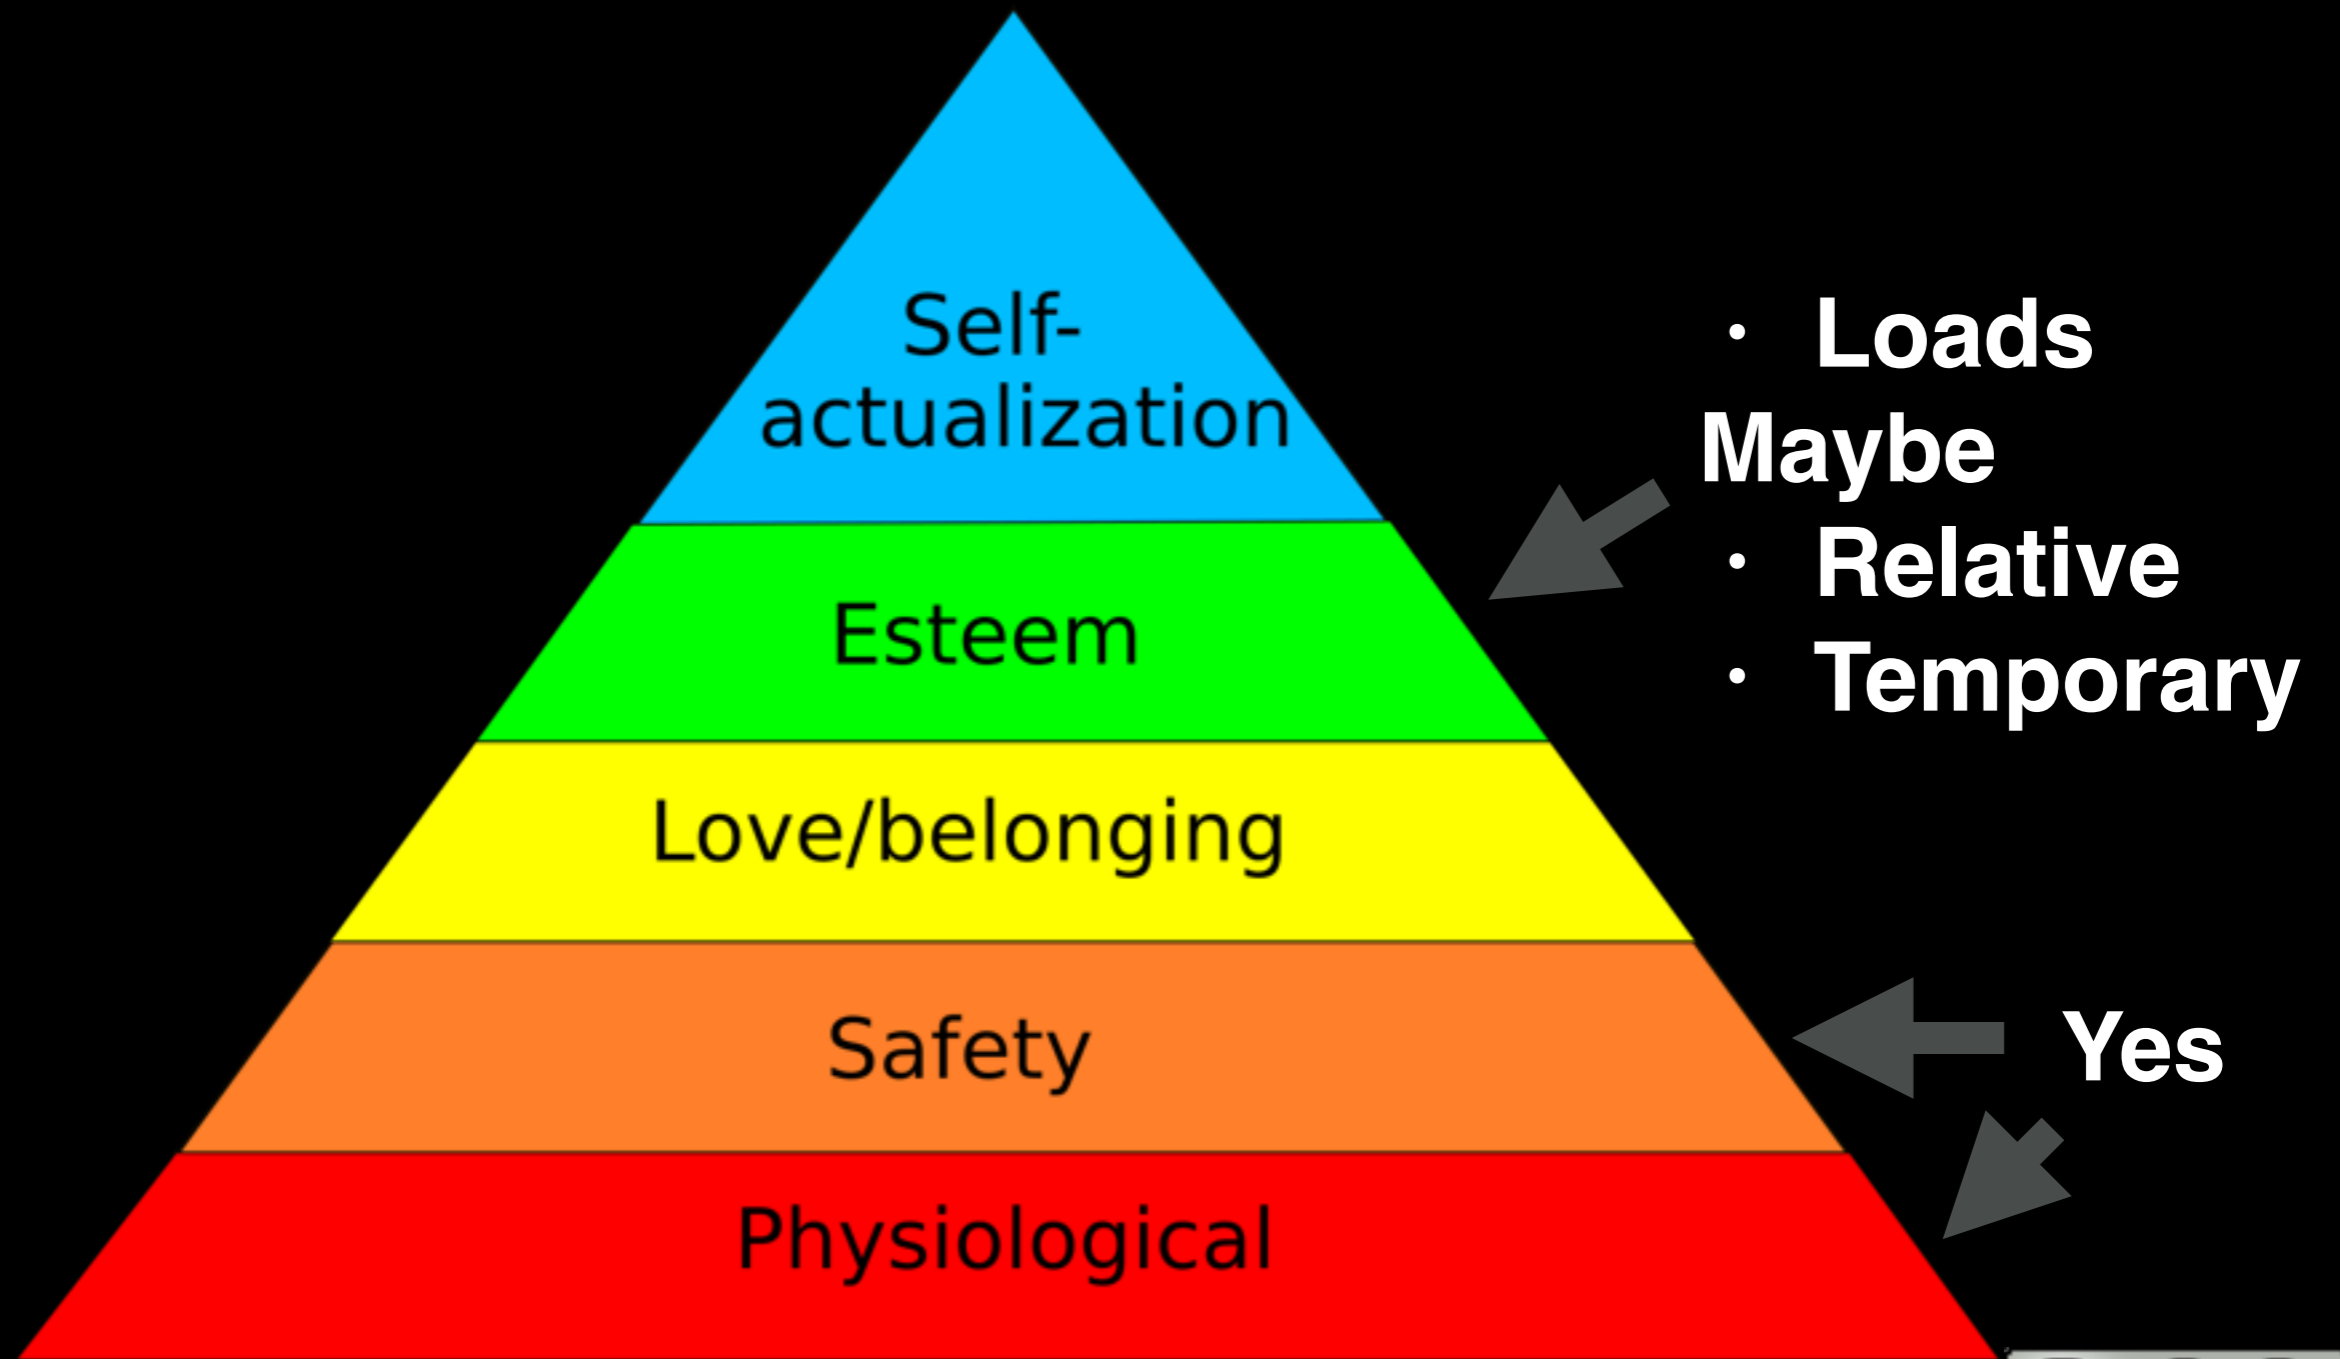 Self-
actualization
Esteem
Love/belonging
Safety
Physiological
• Loads
Maybe
• Relative
• Temporary
Yes